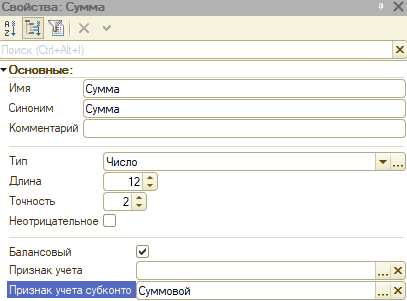 Свойства: Сумма
Поиск (Ctrl+Alt+I)
Основные:
Имя Сумма
Синоним Сумма
Комментарий
Тип Число
Длина 12
Точность 2
Неотрицательное
Балансовый
Признак учета
Признак учета субконто Суммовой